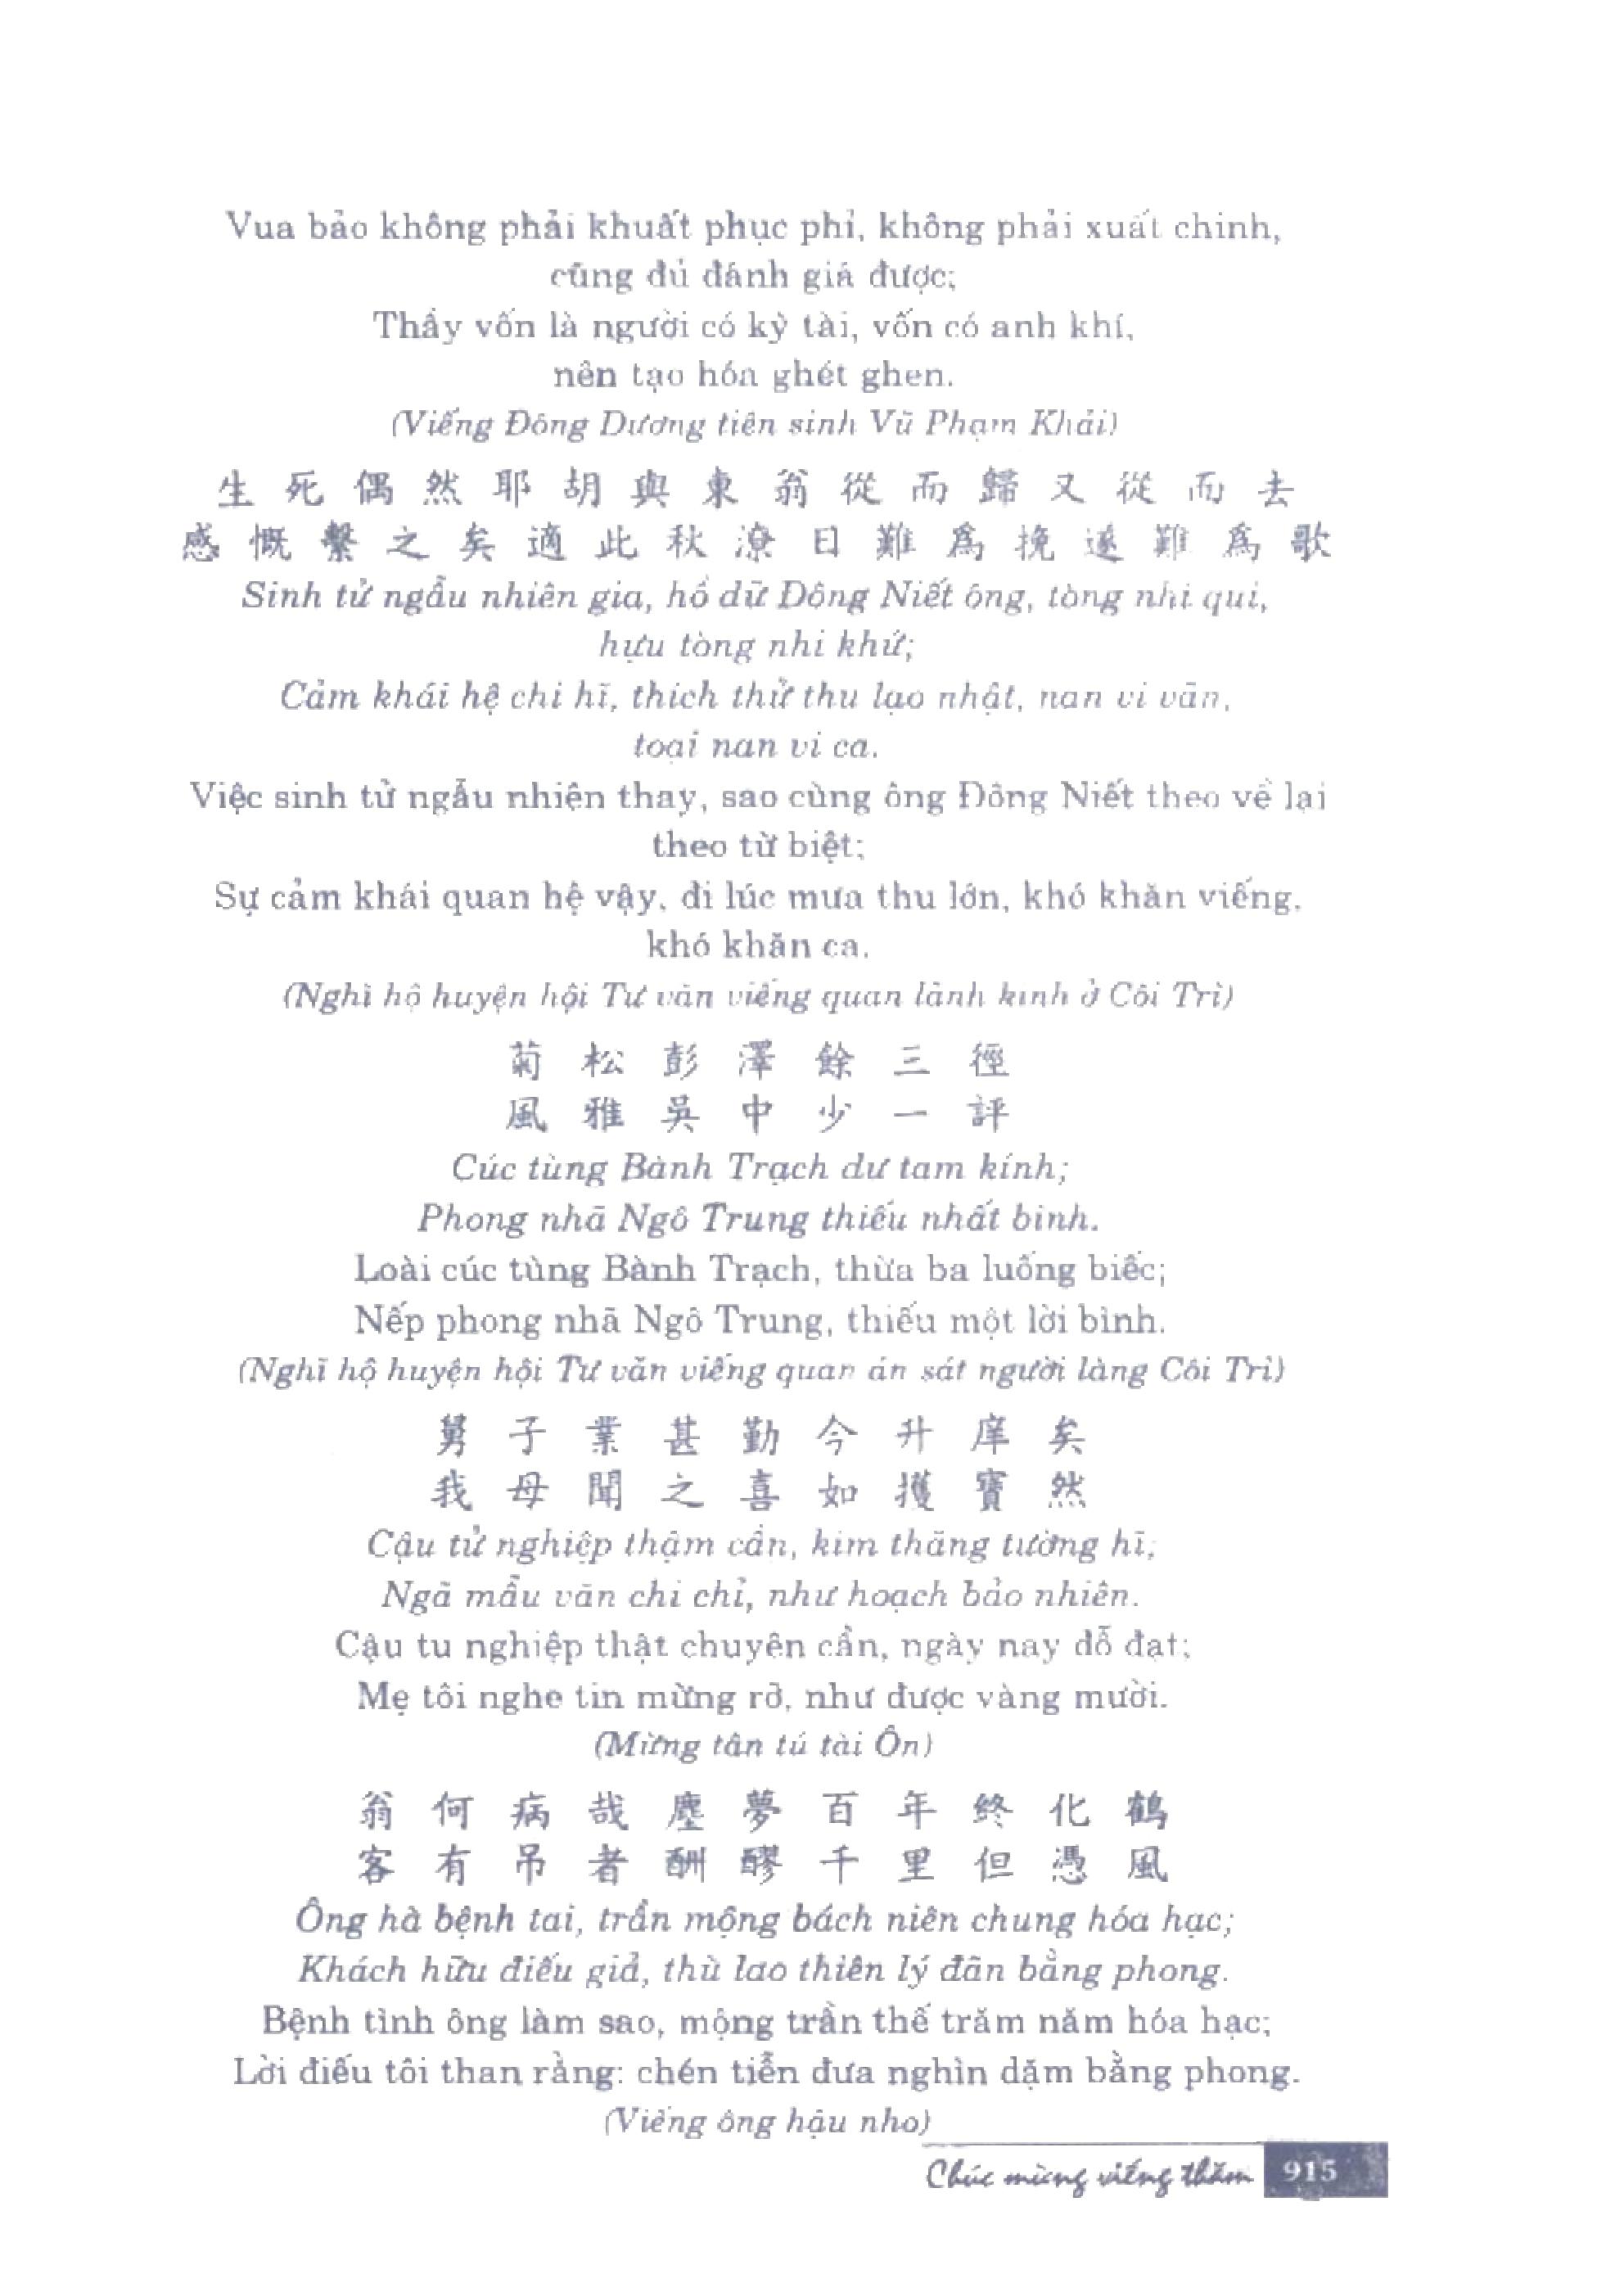 Vua bảo không phải khuất phục phỉ, không phải xuất chinh,
cũng đủ đánh giá được;
Thầy vốn là người có kỳ tài, vốn có anh khí,
nên tạo hóa ghét ghen.
(Viếng Đông Dương tiên sinh Vũ Phạm Khải)
生死偶然耶胡與東翁從而歸又從而去
感慨繫之矣適此秋潦日難為挽遂難為歌
Sinh tử ngẫu nhiên gia, hồ dữ Đông Niết ông, tòng nhi qui,
hựu tòng nhi khứ;
Cảm khái hệ chi hĩ, thích thử thu lạo nhật, nan vi vãn,
toại nan vi ca.
Việc sinh tử ngẫu nhiên thay, sao cùng ông Đông Niết theo về lại
theo từ biệt;
Sự cảm khái quan hệ vậy, đi lúc mưa thu lớn, khó khăn viếng,
khó khăn ca.
(Nghĩ hộ huyện hội Tư văn viếng quan lãnh kinh ở Côi Trì)
菊松彭澤餘三徑
風雅吳中少一評
Cúc tùng Bành Trạch dư tam kính;
Phong nhã Ngô Trung thiếu nhất bình.
Loài cúc tùng Bành Trạch, thừa ba luống biếc;
Nếp phong nhã Ngô Trung, thiếu một lời bình.
(Nghĩ hộ huyện hội Tư văn viếng quan án sát người làng Côi Trì)
舅子業甚勤今升庠矣
我母聞之喜如獲寶然
Cậu tử nghiệp thậm cần, kim thăng tường hĩ;
Ngã mẫu văn chi chỉ, như hoạch bảo nhiên.
Cậu tu nghiệp thật chuyên cần, ngày nay đỗ đạt;
Mẹ tôi nghe tin mừng rỡ, như được vàng mười.
(Mừng tân tú tài Ôn)
翁何病哉塵夢百年終化鶴
客有吊者酬醪千里但憑風
Ông hà bệnh tai, trần mộng bách niên chung hóa hạc;
Khách hữu điếu giả, thù lao thiên lý đãn bằng phong.
Bệnh tình ông làm sao, mộng trần thế trăm năm hóa hạc;
Lời điếu tôi than rằng: chén tiễn đưa nghìn dặm bằng phong.
(Viếng ông hậu nho)
Chúc mừng viếng thăm 915